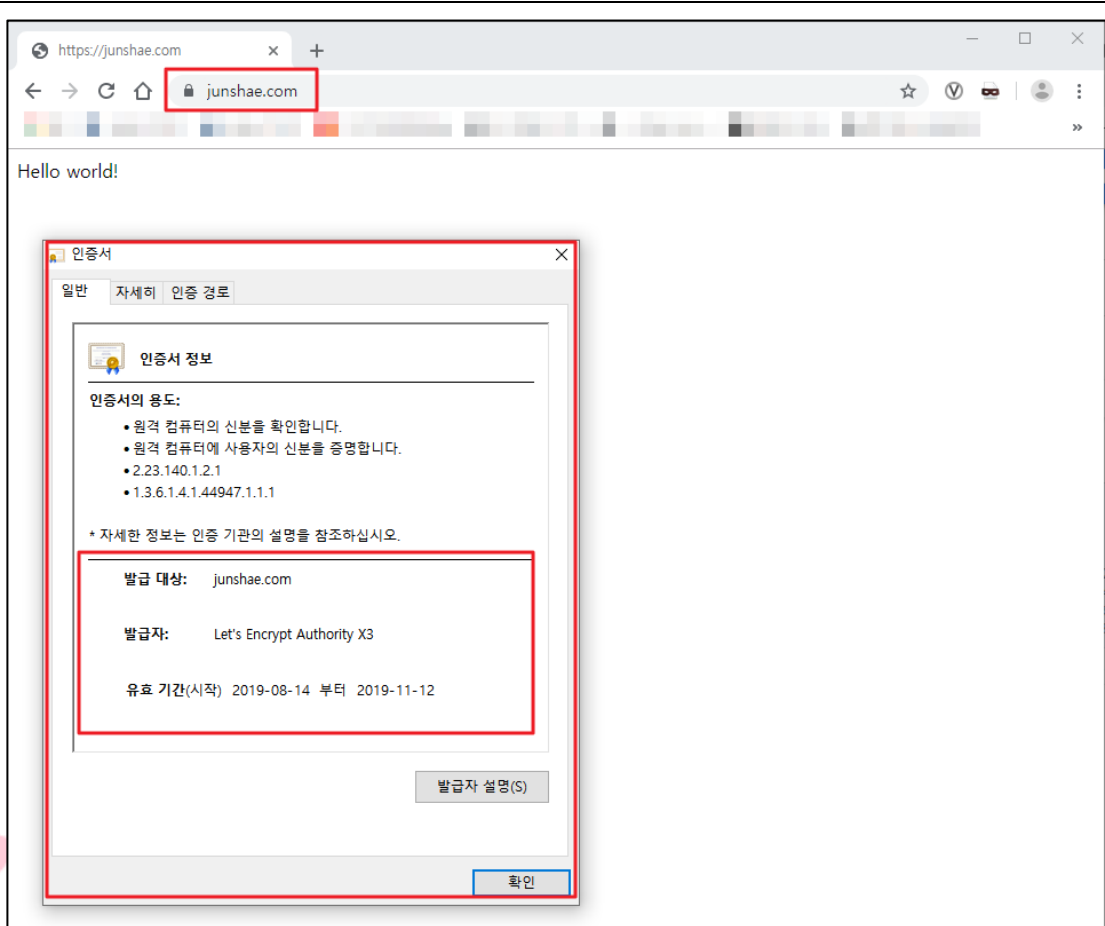 https://junshae.com
junshae.com
Hello world!
인증서
일반 자세히 인증 경로
인증서 정보
인증서의 용도:
• 원격 컴퓨터의 신분을 확인합니다.
• 원격 컴퓨터에 사용자의 신분을 증명합니다.
• 2.23.140.1.2.1
• 1.3.6.1.4.1.44947.1.1.1
* 자세한 정보는 인증 기관의 설명을 참조하십시오.
발급 대상: junshae.com
발급자: Let's Encrypt Authority X3
유효 기간(시작) 2019-08-14 부터 2019-11-12
발급자 설명(S)
확인